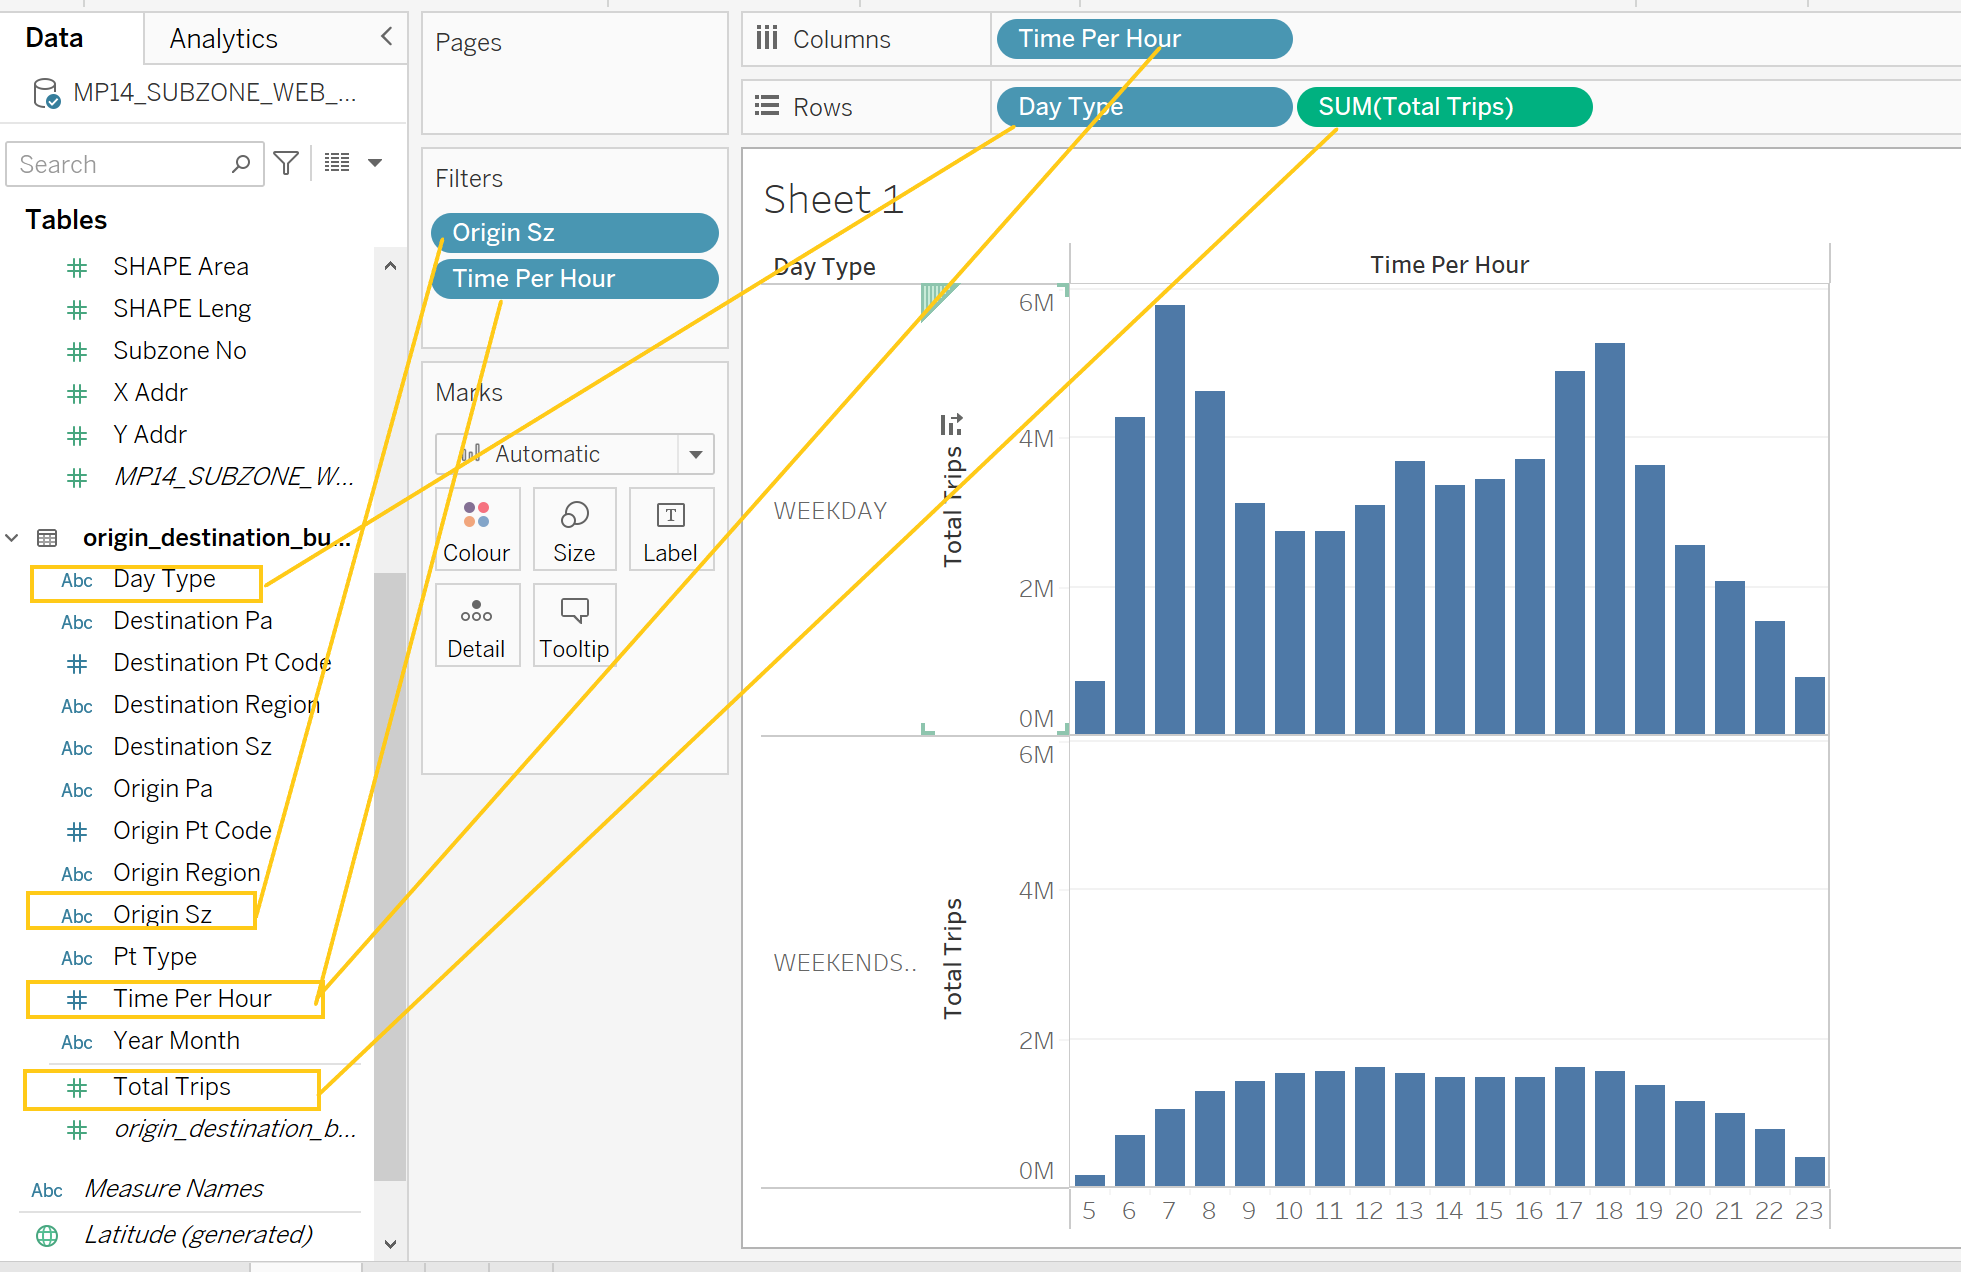 Data
Analytics
MP14_SUBZONE_WEB_...
Search
Tables
SHAPE Area
SHAPE Leng
Subzone No
X Addr
Y Addr
MP14_SUBZONE_W...
origin_destination_bu...
Abc Day Type
Abc Destination Pa
Destination Pt Code
Abc Destination Region
Abc Destination Sz
Abc Origin Pa
Origin Pt Code
Abc Origin Region
Abc Origin Sz
Abc Pt Type
Time Per Hour
Abc Year Month
Total Trips
origin_destination_b...
Abc Measure Names
Latitude (generated)
Pages
Filters
Origin Sz
Time Per Hour
Marks
Automatic
Colour
Size
T
Label
Detail
Tooltip
Columns
Time Per Hour
Rows
Day Type
SUM(Total Trips)
Sheet 1
Day Type
Time Per Hour
WEEKDAY
Total Trips
6M
4M
2M
0M
WEEKENDS..
Total Trips
6M
4M
2M
0M
5 6 7 8 9 10 11 12 13 14 15 16 17 18 19 20 21 22 23